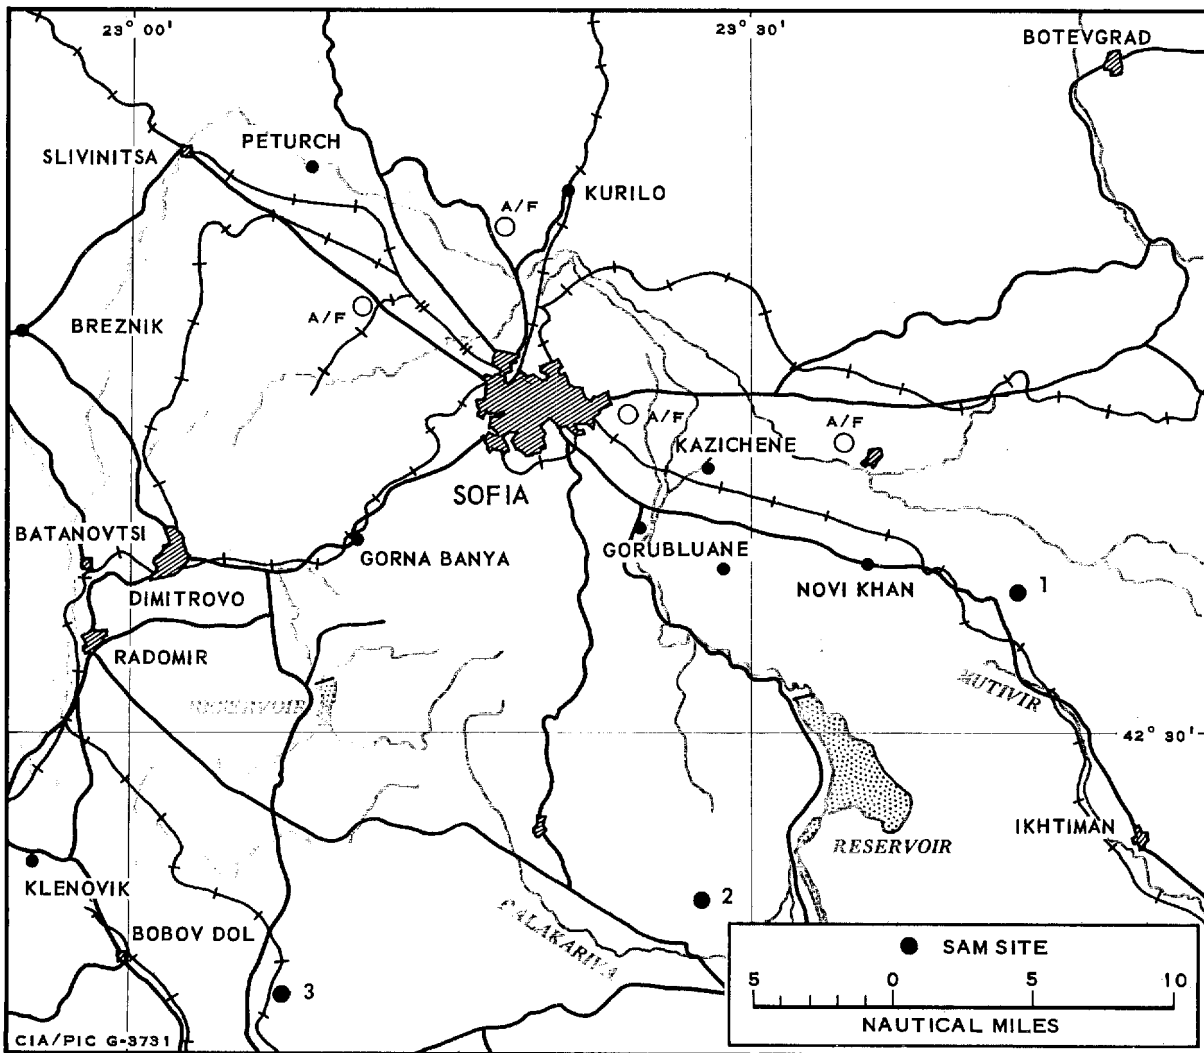 23 00'
23 30'
BOTEVGRAD
PETURCH
SLIVINITSA
KURILO
A/F
A/F
BREZNIK
A/F
A/F
KAZICHENE
SOFIA
BATANOVTSI
GORNA BANYA
GORUBLUANE
NOVI KHAN
1
DIMITROVO
RADOMIR
MUTIVIR
RESERVOIR
42 30'
IKHTIMAN
RESERVOIR
KLENOVIK
2
BOBOV DOL
SAM SITE
3
5 0 5 10
NAUTICAL MILES
CIA/PIC G-3731